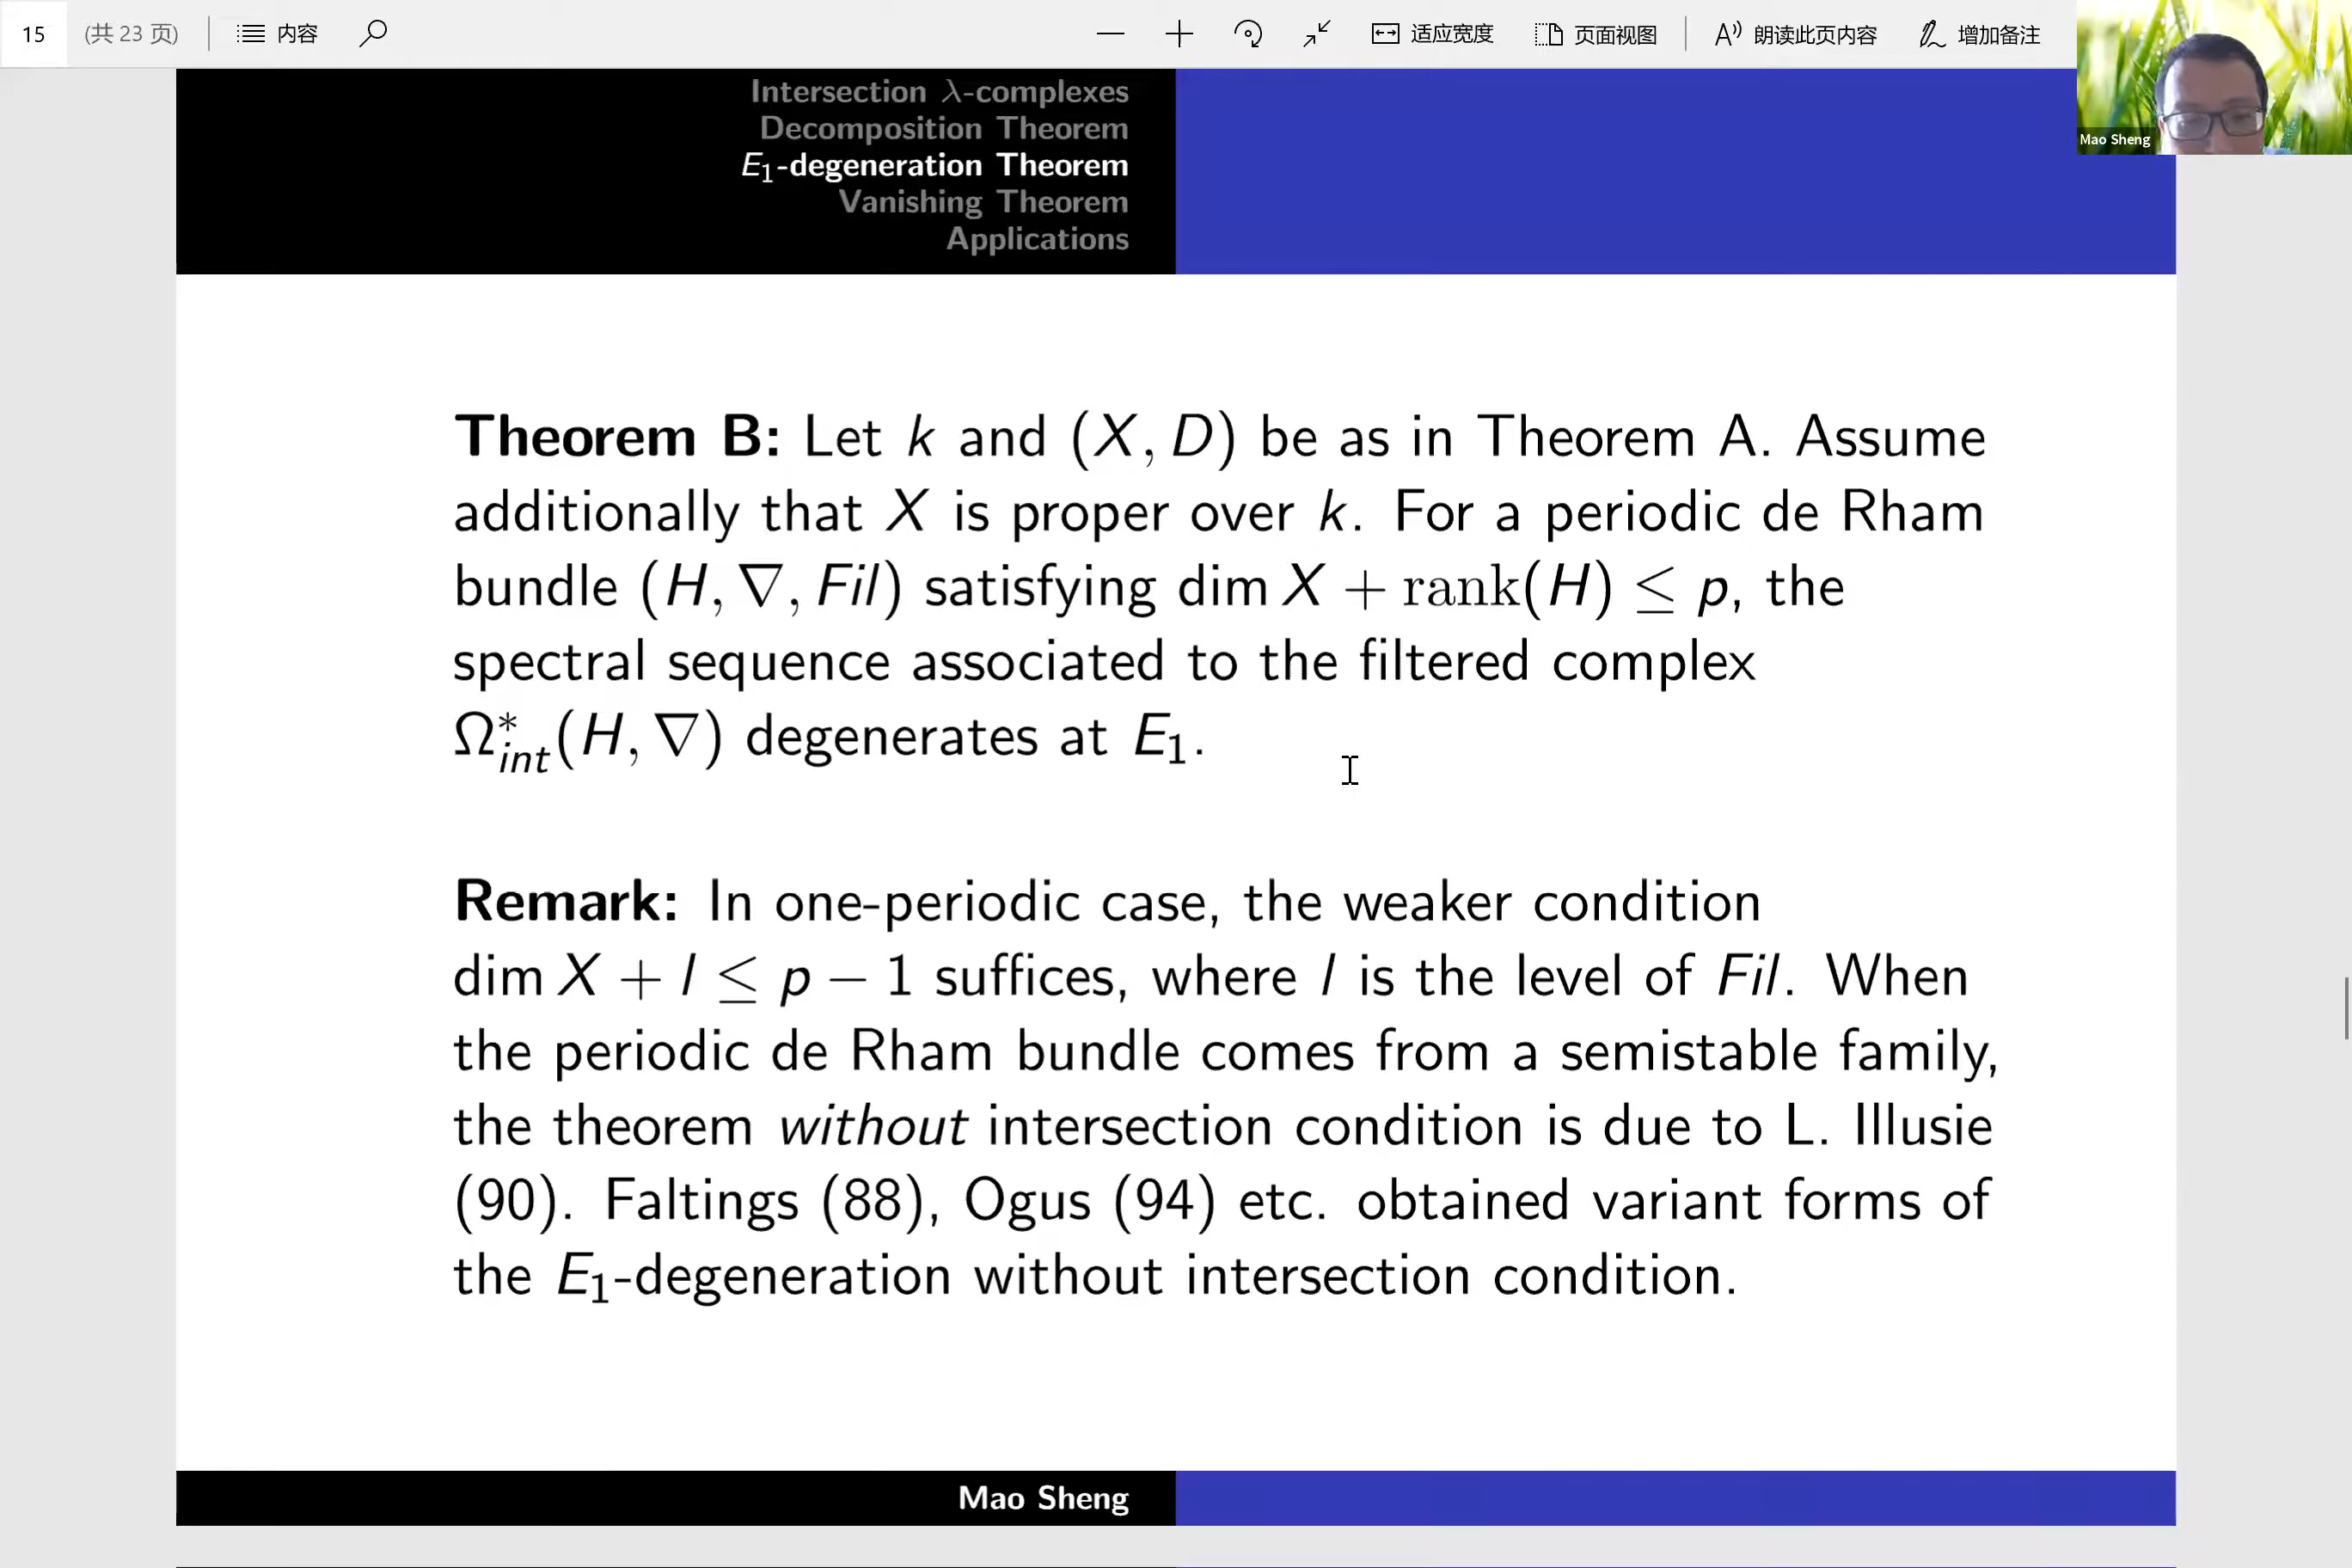 15 (共 23 页) 内容 适应宽度 页面视图 朗读此页内容 增加备注
Mao Sheng
Intersection λ-complexes
Decomposition Theorem
E₁-degeneration Theorem
Vanishing Theorem
Applications
Theorem B: Let k and (X, D) be as in Theorem A. Assume
additionally that X is proper over k. For a periodic de Rham
bundle (H, ∇, Fil) satisfying dim X + rank(H) ≤ p, the
spectral sequence associated to the filtered complex
Ω*_int(H, ∇) degenerates at E₁.
Remark: In one-periodic case, the weaker condition
dim X + l ≤ p − 1 suffices, where l is the level of Fil. When
the periodic de Rham bundle comes from a semistable family,
the theorem without intersection condition is due to L. Illusie
(90). Faltings (88), Ogus (94) etc. obtained variant forms of
the E₁-degeneration without intersection condition.
Mao Sheng